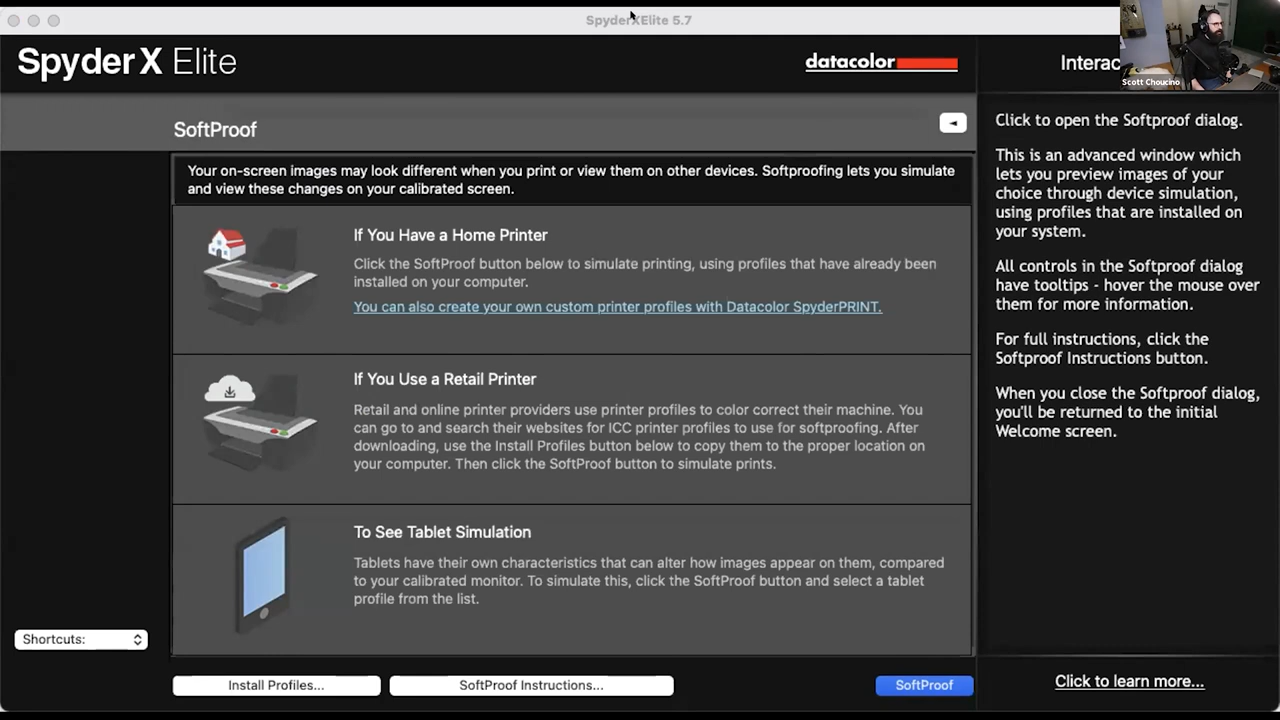 SpyderXElite 5.7
SpyderX Elite
datacolor
Interac
Scott Choucino
SoftProof
Your on-screen images may look different when you print or view them on other devices. Softproofing lets you simulate
and view these changes on your calibrated screen.
If You Have a Home Printer
Click the SoftProof button below to simulate printing, using profiles that have already been
installed on your computer.
You can also create your own custom printer profiles with Datacolor SpyderPRINT.
If You Use a Retail Printer
Retail and online printer providers use printer profiles to color correct their machine. You
can go to and search their websites for ICC printer profiles to use for softproofing. After
downloading, use the Install Profiles button below to copy them to the proper location on
your computer. Then click the SoftProof button to simulate prints.
To See Tablet Simulation
Tablets have their own characteristics that can alter how images appear on them, compared
to your calibrated monitor. To simulate this, click the SoftProof button and select a tablet
profile from the list.
Shortcuts:
Install Profiles...
SoftProof Instructions...
SoftProof
Click to open the Softproof dialog.
This is an advanced window which
lets you preview images of your
choice through device simulation,
using profiles that are installed on
your system.
All controls in the Softproof dialog
have tooltips - hover the mouse over
them for more information.
For full instructions, click the
Softproof Instructions button.
When you close the Softproof dialog,
you'll be returned to the initial
Welcome screen.
Click to learn more...